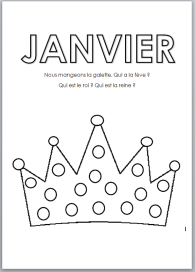 JANVIER
Nous mangeons la galette. Qui a la fève ?
Qui est le roi ? Qui est la reine ?
1